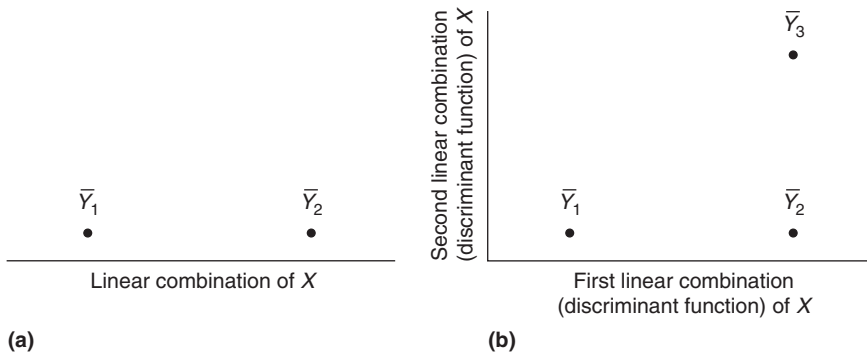 Ȳ₁
Ȳ₂
Linear combination of X
(a)
Second linear combination
(discriminant function) of X
Ȳ₃
Ȳ₁
Ȳ₂
First linear combination
(discriminant function) of X
(b)